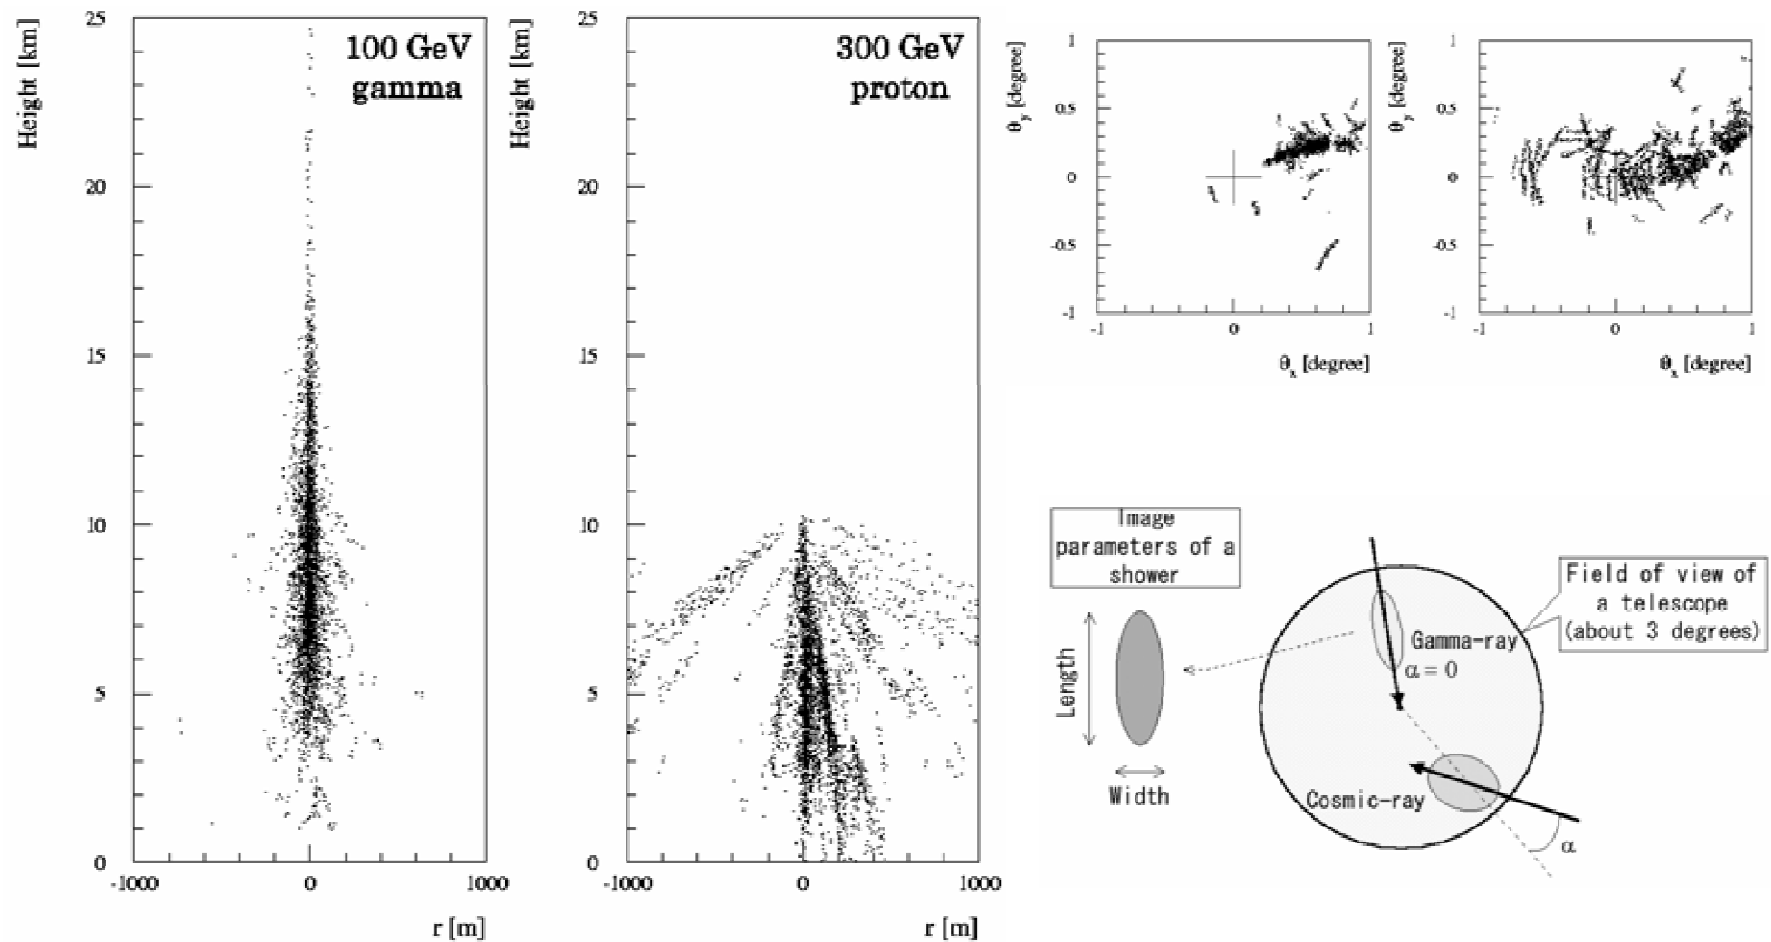 Height [km]
25
20
15
10
5
0
100 GeV
gamma
-1000
0
1000
r [m]
Height [km]
25
20
15
10
5
0
300 GeV
proton
-1000
0
1000
r [m]
θy [degree]
1
0.5
0
-0.5
-1
-1
0
1
θx [degree]
θy [degree]
1
0.5
0
-0.5
-1
-1
0
1
θx [degree]
Image
parameters of a
shower
Length
Width
Field of view of
a telescope
(about 3 degrees)
Gamma-ray
α = 0
Cosmic-ray
α